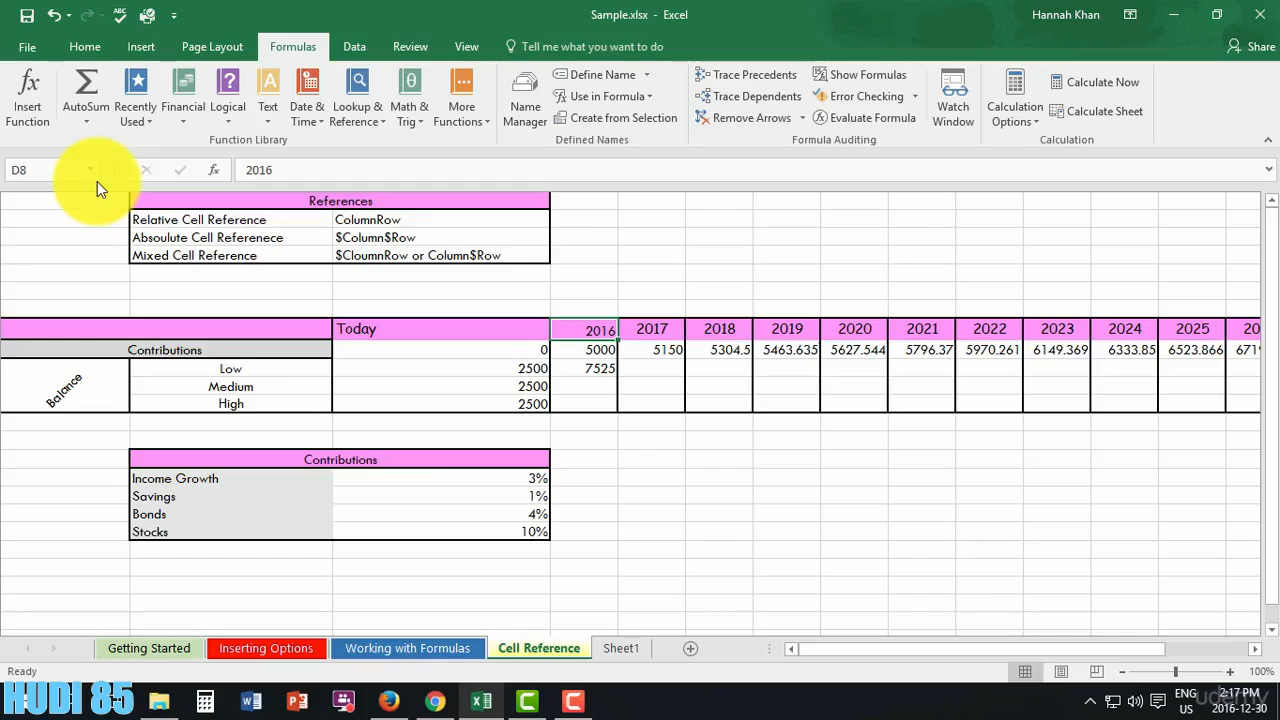 Sample.xlsx - Excel
Hannah Khan
File Home Insert Page Layout Formulas Data Review View Tell me what you want to do Share
Insert Function
AutoSum
Recently Used
Financial
Logical
Text
Date & Time
Lookup & Reference
Math & Trig
More Functions
Function Library
Name Manager
Define Name
Use in Formula
Create from Selection
Defined Names
Trace Precedents
Trace Dependents
Remove Arrows
Show Formulas
Error Checking
Evaluate Formula
Formula Auditing
Watch Window
Calculation Options
Calculate Now
Calculate Sheet
Calculation
D8 fx 2016
References
Relative Cell Reference ColumnRow
Absoulute Cell Referenece $Column$Row
Mixed Cell Reference $CloumnRow or Column$Row
Today 2016 2017 2018 2019 2020 2021 2022 2023 2024 2025 20
Contributions 0 5000 5150 5304.5 5463.635 5627.544 5796.37 5970.261 6149.369 6333.85 6523.866 671
Balance
Low 2500 7525
Medium 2500
High 2500
Contributions
Income Growth 3%
Savings 1%
Bonds 4%
Stocks 10%
Getting Started Inserting Options Working with Formulas Cell Reference Sheet1
Ready 100%
HUDI 85
ENG 2:17 PM
US 2016-12-30
udemy